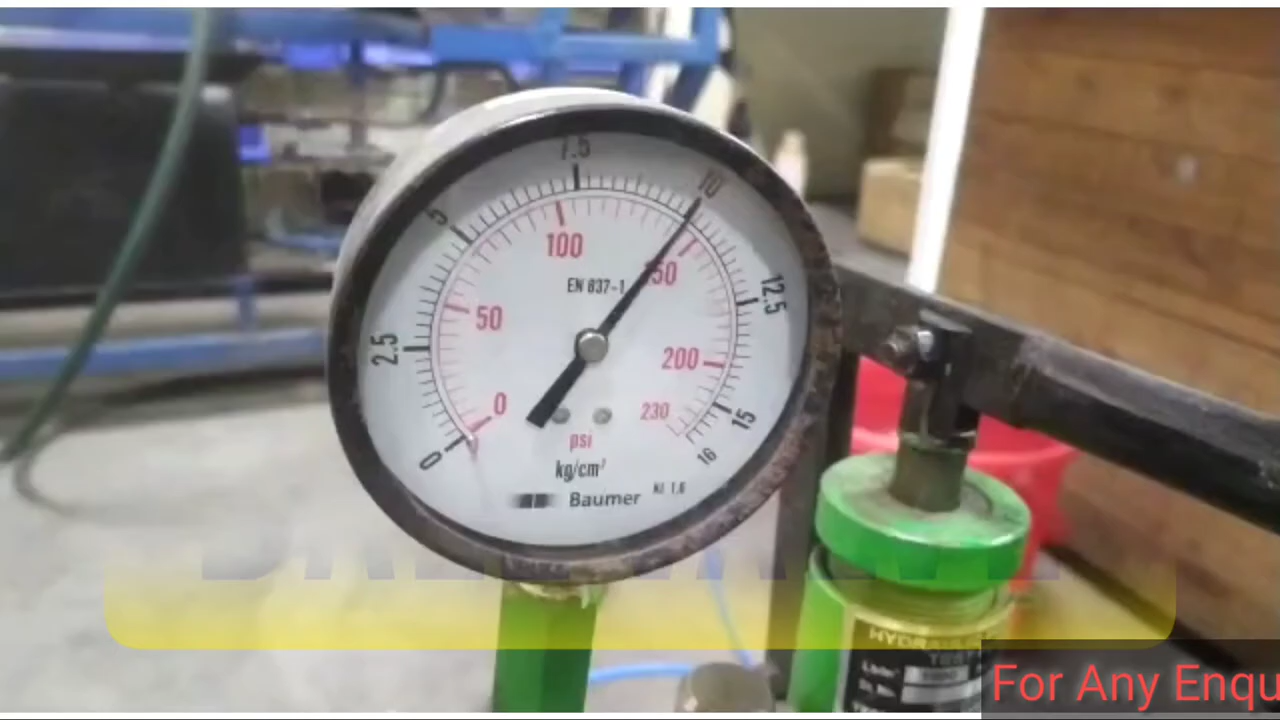 7.5
10
5
100
EN 837-1
150
12.5
50
2.5
200
0
230
15
0
psi
16
kg/cm²
Baumer
Kl. 1,6
HYDRAULIC
TEST
For Any Enqu